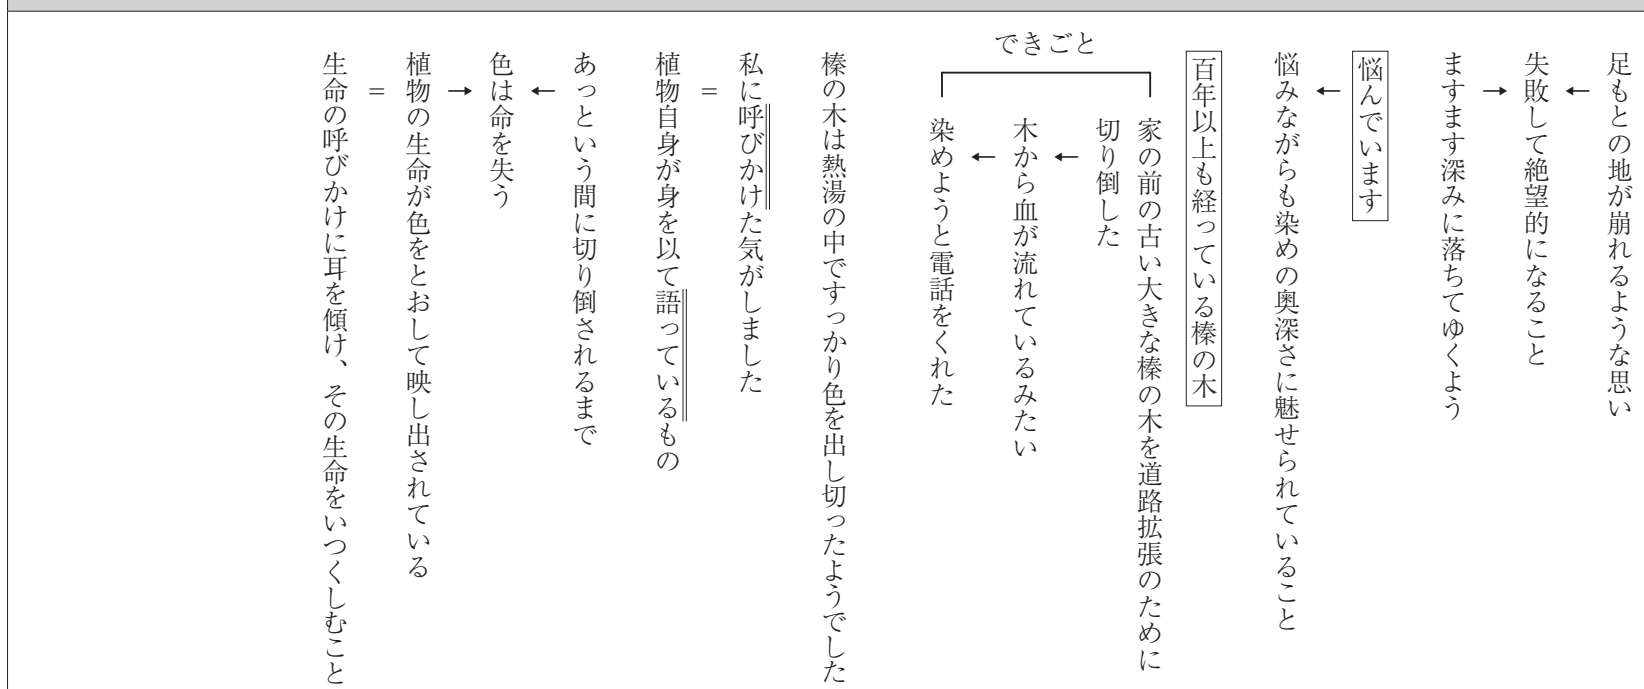 足もとの地が崩れるような思い
←
失敗して絶望的になること
→
ますます深みに落ちてゆくよう
悩んでいます
←
悩みながらも染めの奥深さに魅せられていること
百年以上も経っている榛の木
できごと
家の前の古い大きな榛の木を道路拡張のために
切り倒した
←
木から血が流れているみたい
←
染めようと電話をくれた
榛の木は熱湯の中ですっかり色を出し切ったようでした
私に呼びかけた気がしました
=
植物自身が身を以て語っているもの
あっという間に切り倒されるまで
←
色は命を失う
→
植物の生命が色をとおして映し出されている
=
生命の呼びかけに耳を傾け、その生命をいつくしむこと